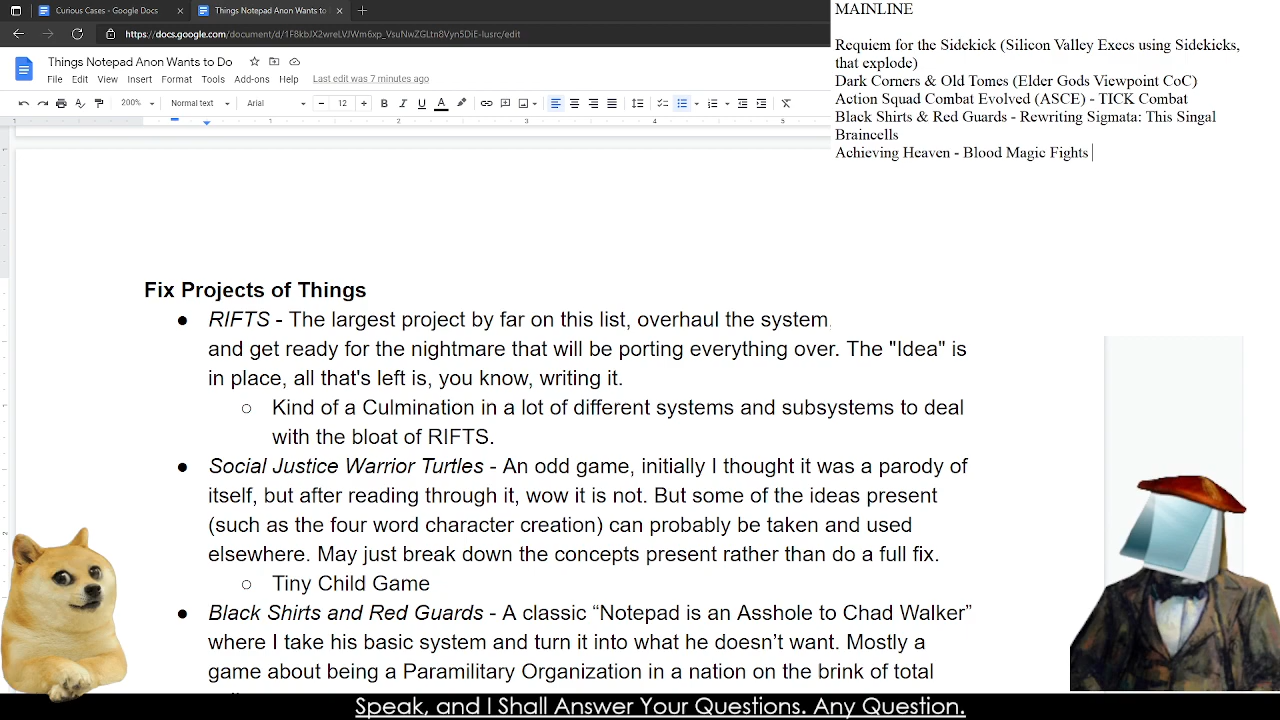 Curious Cases - Google Docs
Things Notepad Anon Wants to
https://docs.google.com/document/d/1F8kbJX2wreLVJWm6xp_VsuNwZGLtn8Vyn5DiE-Iusrc/edit
Things Notepad Anon Wants to Do
File Edit View Insert Format Tools Add-ons Help Last edit was 7 minutes ago
200% Normal text Arial 12
MAINLINE
Requiem for the Sidekick (Silicon Valley Execs using Sidekicks,
that explode)
Dark Corners & Old Tomes (Elder Gods Viewpoint CoC)
Action Squad Combat Evolved (ASCE) - TICK Combat
Black Shirts & Red Guards - Rewriting Sigmata: This Singal
Braincells
Achieving Heaven - Blood Magic Fights
Fix Projects of Things
● RIFTS - The largest project by far on this list, overhaul the system
and get ready for the nightmare that will be porting everything over. The "Idea" is
in place, all that's left is, you know, writing it.
○ Kind of a Culmination in a lot of different systems and subsystems to deal
with the bloat of RIFTS.
● Social Justice Warrior Turtles - An odd game, initially I thought it was a parody of
itself, but after reading through it, wow it is not. But some of the ideas present
(such as the four word character creation) can probably be taken and used
elsewhere. May just break down the concepts present rather than do a full fix.
○ Tiny Child Game
● Black Shirts and Red Guards - A classic “Notepad is an Asshole to Chad Walker”
where I take his basic system and turn it into what he doesn’t want. Mostly a
game about being a Paramilitary Organization in a nation on the brink of total
Speak, and I Shall Answer Your Questions. Any Question.